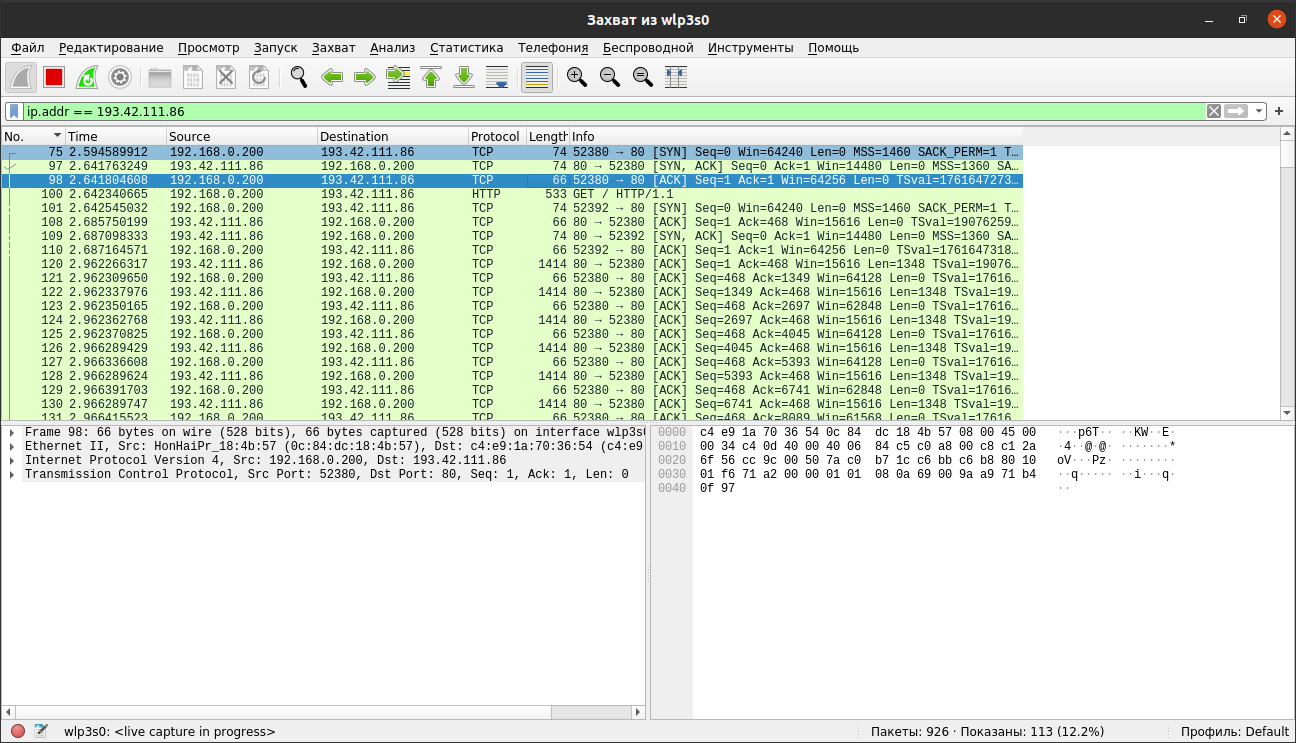 Захват из wlp3s0
Файл Редактирование Просмотр Запуск Захват Анализ Статистика Телефония Беспроводной Инструменты Помощь
ip.addr == 193.42.111.86
No. Time Source Destination Protocol Length Info
75 2.594589912 192.168.0.200 193.42.111.86 TCP 74 52380 → 80 [SYN] Seq=0 Win=64240 Len=0 MSS=1460 SACK_PERM=1 T…
97 2.641763249 193.42.111.86 192.168.0.200 TCP 74 80 → 52380 [SYN, ACK] Seq=0 Ack=1 Win=14480 Len=0 MSS=1360 SA…
98 2.641804608 192.168.0.200 193.42.111.86 TCP 66 52380 → 80 [ACK] Seq=1 Ack=1 Win=64256 Len=0 TSval=1761647273…
100 2.642340665 192.168.0.200 193.42.111.86 HTTP 533 GET / HTTP/1.1
101 2.642545032 192.168.0.200 193.42.111.86 TCP 74 52392 → 80 [SYN] Seq=0 Win=64240 Len=0 MSS=1460 SACK_PERM=1 T…
108 2.685750199 193.42.111.86 192.168.0.200 TCP 66 80 → 52380 [ACK] Seq=1 Ack=468 Win=15616 Len=0 TSval=19076259…
109 2.687098333 193.42.111.86 192.168.0.200 TCP 74 80 → 52392 [SYN, ACK] Seq=0 Ack=1 Win=14480 Len=0 MSS=1360 SA…
110 2.687164571 192.168.0.200 193.42.111.86 TCP 66 52392 → 80 [ACK] Seq=1 Ack=1 Win=64256 Len=0 TSval=1761647318…
120 2.962266317 193.42.111.86 192.168.0.200 TCP 1414 80 → 52380 [ACK] Seq=1 Ack=468 Win=15616 Len=1348 TSval=19076…
121 2.962309650 192.168.0.200 193.42.111.86 TCP 66 52380 → 80 [ACK] Seq=468 Ack=1349 Win=64128 Len=0 TSval=17616…
122 2.962337976 193.42.111.86 192.168.0.200 TCP 1414 80 → 52380 [ACK] Seq=1349 Ack=468 Win=15616 Len=1348 TSval=19…
123 2.962350165 192.168.0.200 193.42.111.86 TCP 66 52380 → 80 [ACK] Seq=468 Ack=2697 Win=62848 Len=0 TSval=17616…
124 2.962362768 193.42.111.86 192.168.0.200 TCP 1414 80 → 52380 [ACK] Seq=2697 Ack=468 Win=15616 Len=1348 TSval=19…
125 2.962370825 192.168.0.200 193.42.111.86 TCP 66 52380 → 80 [ACK] Seq=468 Ack=4045 Win=64128 Len=0 TSval=17616…
126 2.966289429 193.42.111.86 192.168.0.200 TCP 1414 80 → 52380 [ACK] Seq=4045 Ack=468 Win=15616 Len=1348 TSval=19…
127 2.966336608 192.168.0.200 193.42.111.86 TCP 66 52380 → 80 [ACK] Seq=468 Ack=5393 Win=64128 Len=0 TSval=17616…
128 2.966289624 193.42.111.86 192.168.0.200 TCP 1414 80 → 52380 [ACK] Seq=5393 Ack=468 Win=15616 Len=1348 TSval=19…
129 2.966391703 192.168.0.200 193.42.111.86 TCP 66 52380 → 80 [ACK] Seq=468 Ack=6741 Win=62848 Len=0 TSval=17616…
130 2.966289747 193.42.111.86 192.168.0.200 TCP 1414 80 → 52380 [ACK] Seq=6741 Ack=468 Win=15616 Len=1348 TSval=19…
131 2.966415523 192.168.0.200 193.42.111.86 TCP 66 52380 → 80 [ACK] Seq=468 Ack=8089 Win=61568 Len=0 TSval=17616…
Frame 98: 66 bytes on wire (528 bits), 66 bytes captured (528 bits) on interface wlp3s0
Ethernet II, Src: HonHaiPr_18:4b:57 (0c:84:dc:18:4b:57), Dst: c4:e9:1a:70:36:54 (c4:e9
Internet Protocol Version 4, Src: 192.168.0.200, Dst: 193.42.111.86
Transmission Control Protocol, Src Port: 52380, Dst Port: 80, Seq: 1, Ack: 1, Len: 0
0000 c4 e9 1a 70 36 54 0c 84 dc 18 4b 57 08 00 45 00 ···p6T·· ··KW··E·
0010 00 34 c4 0d 40 00 40 06 84 c5 c0 a8 00 c8 c1 2a ·4··@·@· ·······*
0020 6f 56 cc 9c 00 50 7a c0 b7 1c c6 bb c6 b8 80 10 oV···Pz· ········
0030 01 f6 71 a2 00 00 01 01 08 0a 69 00 9a a9 71 b4 ··q····· ··i···q·
0040 0f 97 ··
wlp3s0: <live capture in progress>
Пакеты: 926 · Показаны: 113 (12.2%)
Профиль: Default